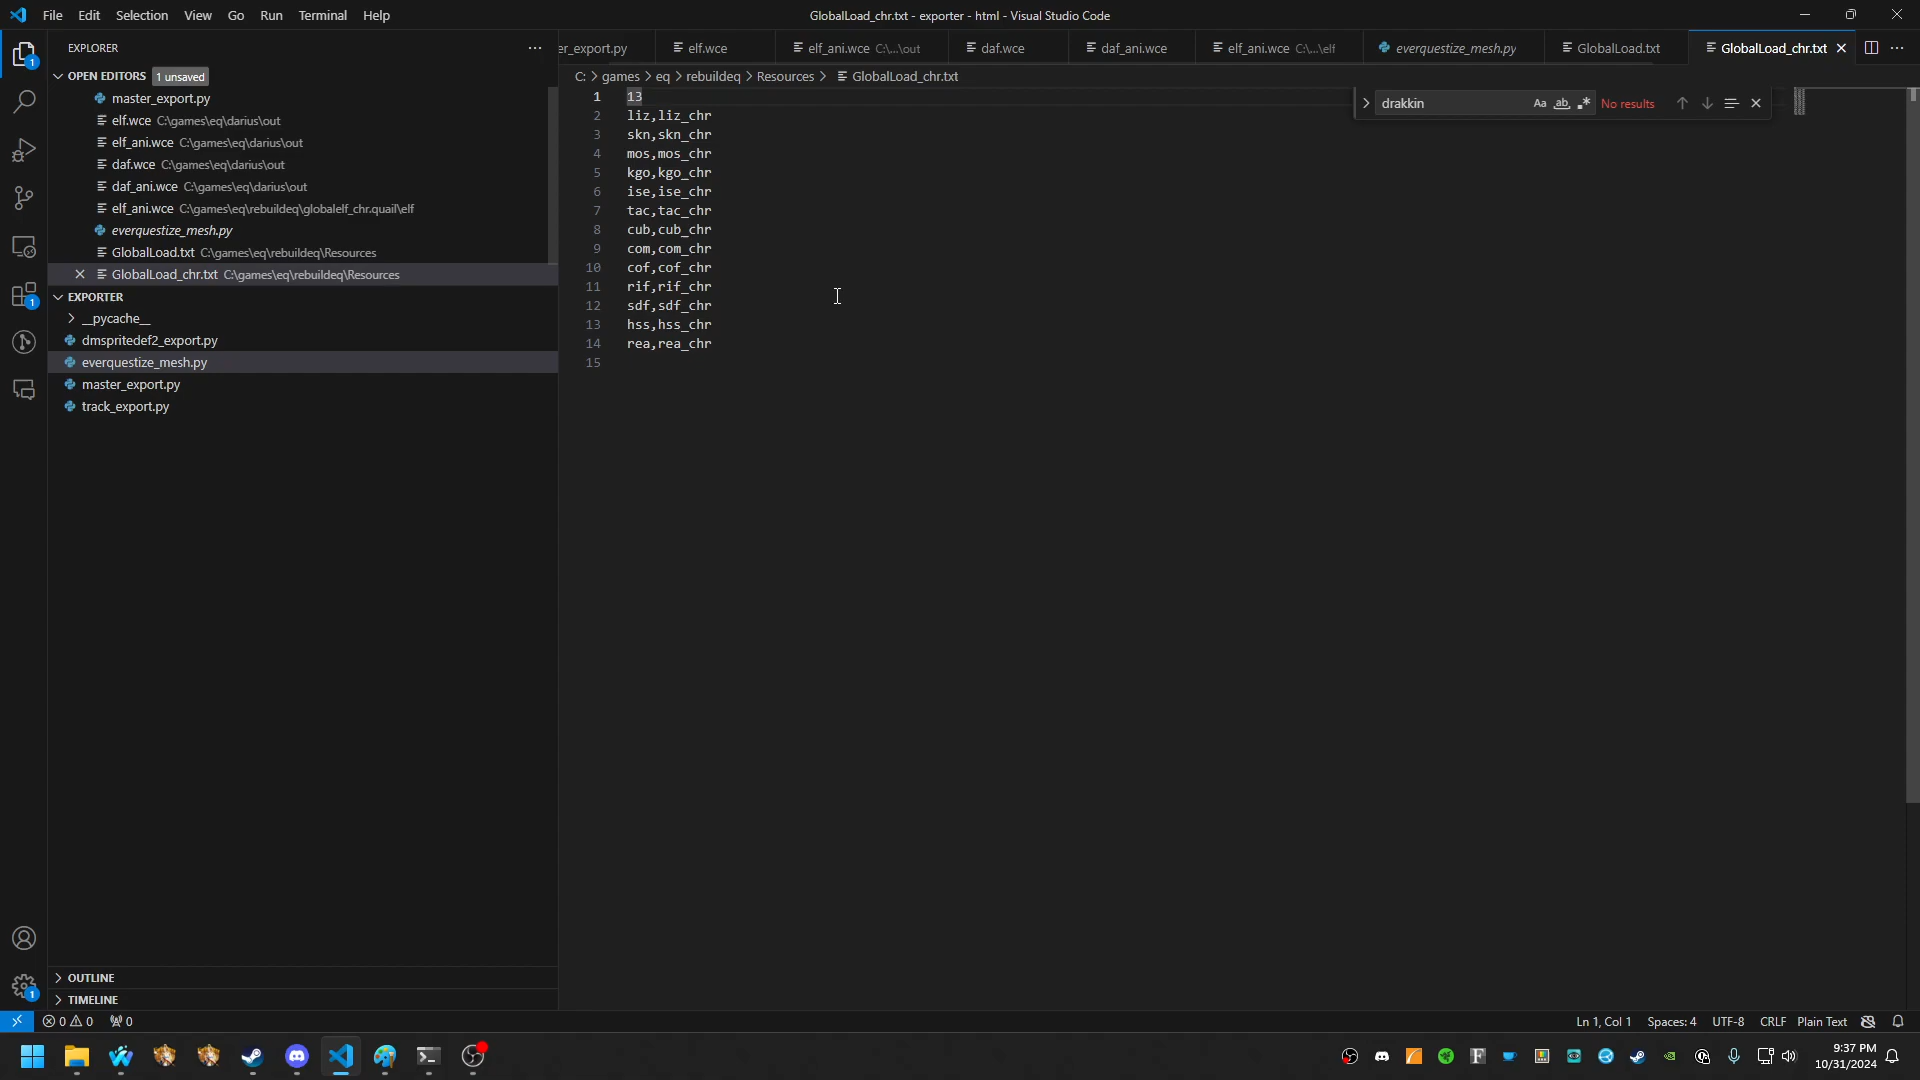 File Edit Selection View Go Run Terminal Help
GlobalLoad_chr.txt - exporter - html - Visual Studio Code
EXPLORER
er_export.py
elf.wce
elf_ani.wce C:\...\out
daf.wce
daf_ani.wce
elf_ani.wce C:\...\elf
everquestize_mesh.py
GlobalLoad.txt
GlobalLoad_chr.txt
OPEN EDITORS 1 unsaved
C: > games > eq > rebuildeq > Resources > GlobalLoad_chr.txt
master_export.py
elf.wce C:\games\eq\darius\out
elf_ani.wce C:\games\eq\darius\out
daf.wce C:\games\eq\darius\out
daf_ani.wce C:\games\eq\darius\out
elf_ani.wce C:\games\eq\rebuildeq\globalelf_chr.quail\elf
everquestize_mesh.py
GlobalLoad.txt C:\games\eq\rebuildeq\Resources
GlobalLoad_chr.txt C:\games\eq\rebuildeq\Resources
EXPORTER
__pycache__
dmspritedef2_export.py
everquestize_mesh.py
master_export.py
track_export.py
OUTLINE
TIMELINE
1 13
2 liz,liz_chr
3 skn,skn_chr
4 mos,mos_chr
5 kgo,kgo_chr
6 ise,ise_chr
7 tac,tac_chr
8 cub,cub_chr
9 com,com_chr
10 cof,cof_chr
11 rif,rif_chr
12 sdf,sdf_chr
13 hss,hss_chr
14 rea,rea_chr
15
drakkin Aa ab No results
0 0 0
Ln 1, Col 1 Spaces: 4 UTF-8 CRLF Plain Text
9:37 PM
10/31/2024